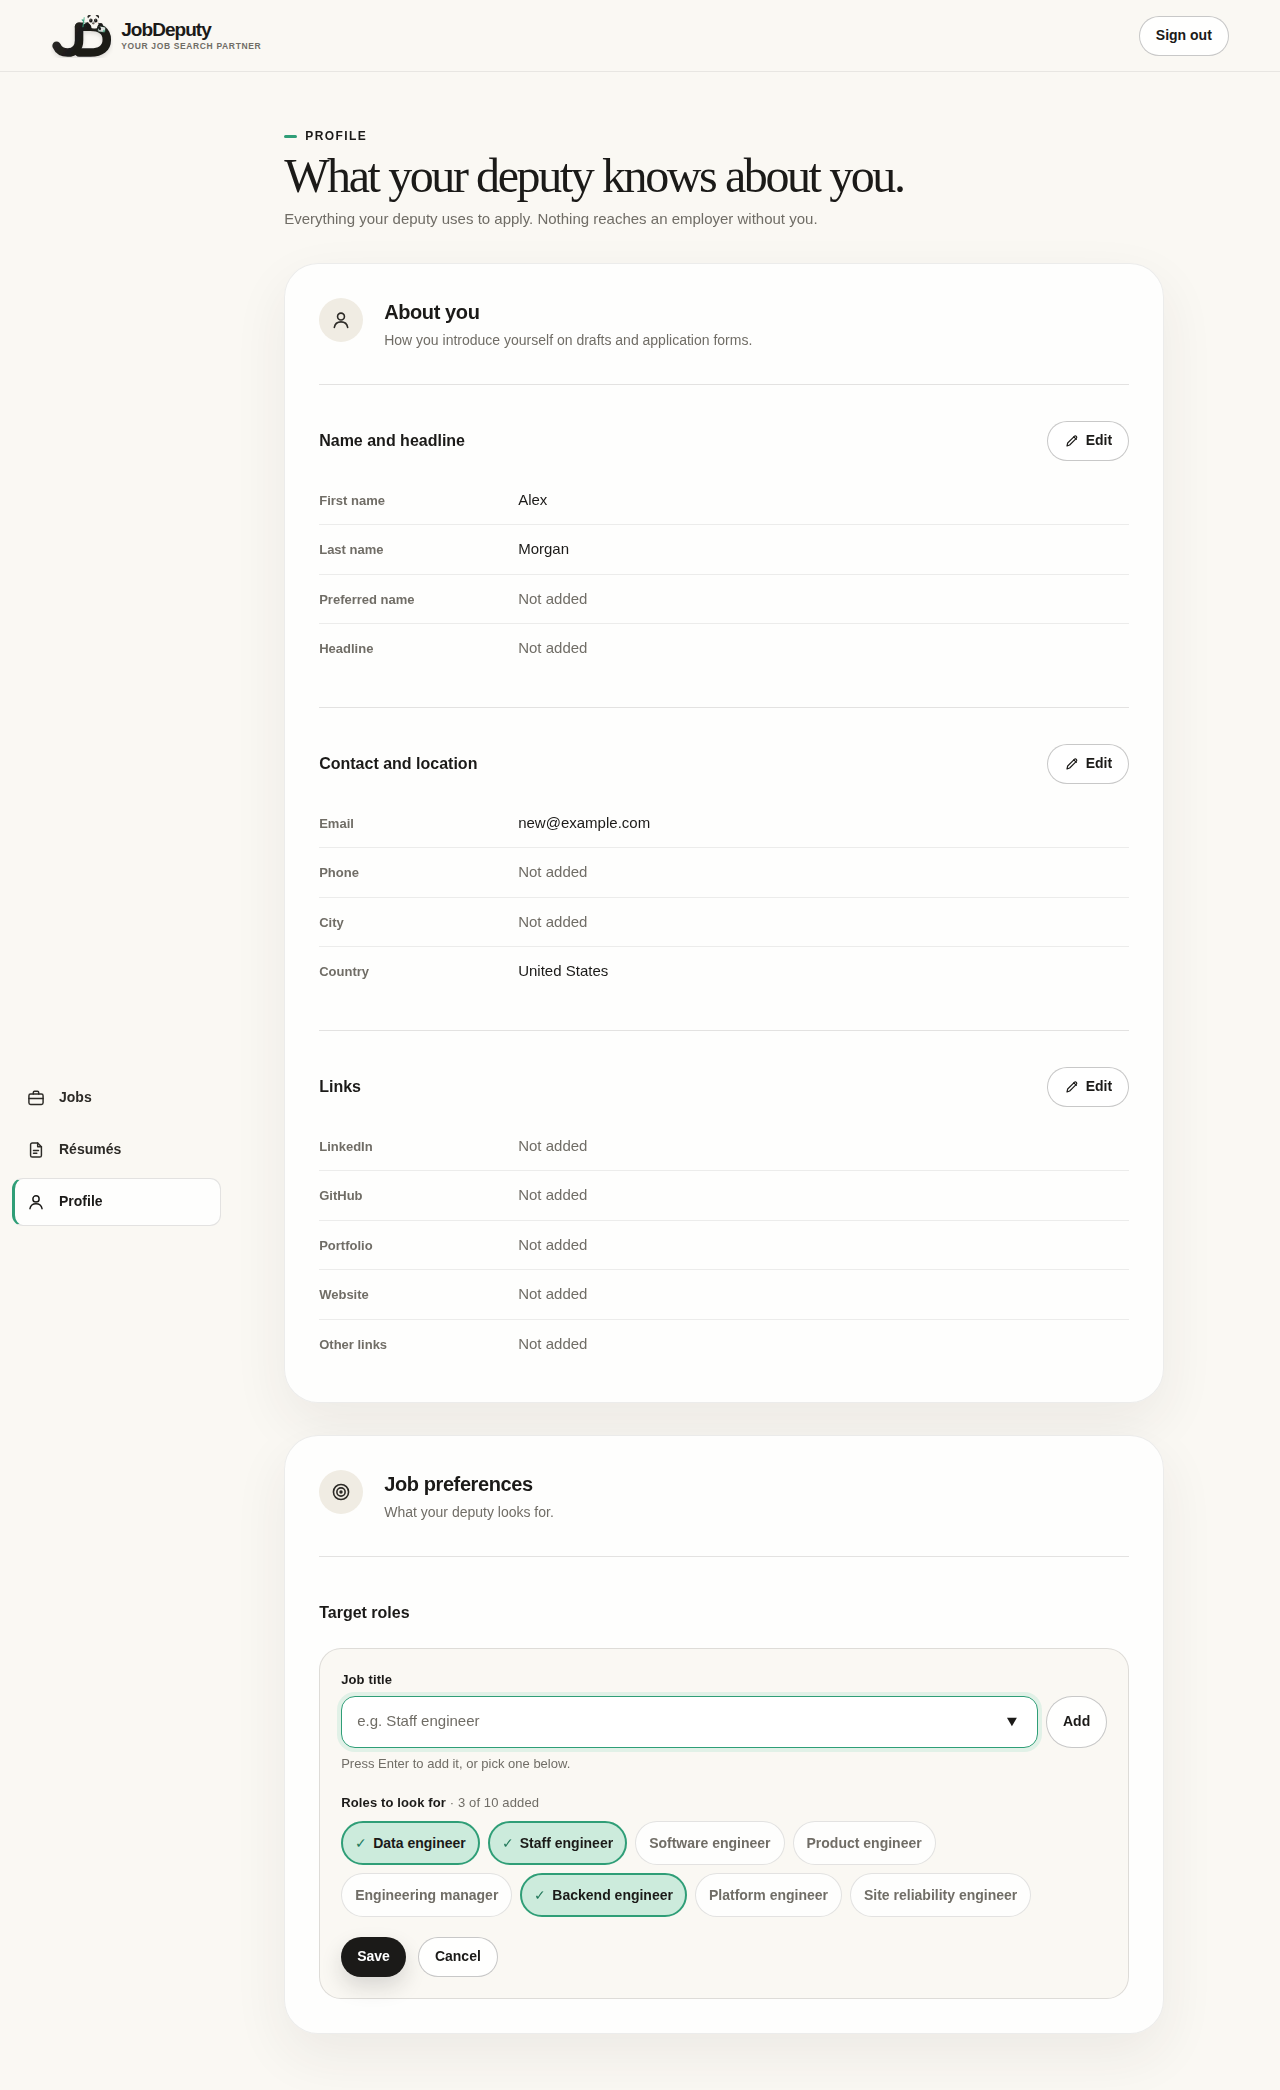 JobDeputy
YOUR JOB SEARCH PARTNER
Sign out
PROFILE
What your deputy knows about you.
Everything your deputy uses to apply. Nothing reaches an employer without you.
About you
How you introduce yourself on drafts and application forms.
Name and headline
Edit
First name Alex
Last name Morgan
Preferred name Not added
Headline Not added
Contact and location
Edit
Email new@example.com
Phone Not added
City Not added
Country United States
Links
Edit
LinkedIn Not added
GitHub Not added
Portfolio Not added
Website Not added
Other links Not added
Jobs
Résumés
Profile
Job preferences
What your deputy looks for.
Target roles
Job title
e.g. Staff engineer
Add
Press Enter to add it, or pick one below.
Roles to look for · 3 of 10 added
✓ Data engineer ✓ Staff engineer Software engineer Product engineer
Engineering manager ✓ Backend engineer Platform engineer Site reliability engineer
Save Cancel